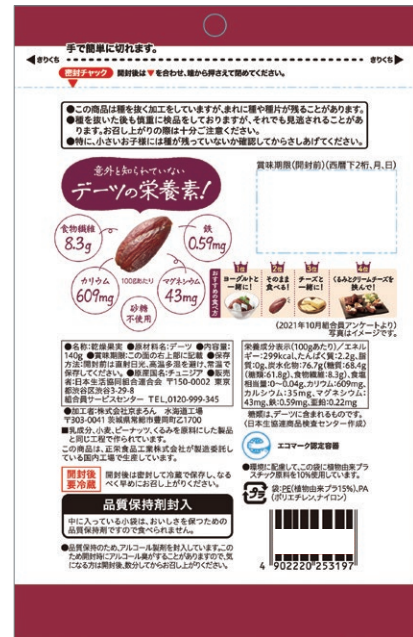 手で簡単に切れます。
きりくち
きりくち
密封チャック 開封後は▼を合わせ、端から押さえて閉めてください。
●この商品は種を抜く加工をしていますが、まれに種や種片が残ることがあります。
●種を抜いた後も慎重に検品をしておりますが、それでも見逃されることがあ
ります。お召し上がりの際は十分ご注意ください。
●特に、小さいお子様には種が残っていないか確認してからさしあげてください。
意外と知られていない
デーツの栄養素!
賞味期限(開封前)(西暦下2桁,月,日)
食物繊維
8.3g
鉄
0.59mg
カリウム
609mg
100gあたり
マグネシウム
43mg
砂糖
不使用
おすすめの食べ方
1位
ヨーグルトと
一緒に!
2位
そのまま
食べる!
3位
チーズと
一緒に!
4位
くるみとクリームチーズを
挟んで!
(2021年10月組合員アンケートより)
写真はイメージです。
●名称:乾燥果実 ●原材料名:デーツ ●内容量:
140g ●賞味期限:この面の右上部に記載 ●保存
方法:開封前は直射日光、高温多湿を避け、常温で
保存してください。●原産国名:チュニジア ●販売
者:日本生活協同組合連合会 〒150-0002 東京
都渋谷区渋谷3-29-8
組合員サービスセンター TEL.0120-999-345
●加工者:株式会社京まろん 水海道工場
〒303-0041 茨城県常総市豊岡町乙1700
■乳成分、小麦、ピーナッツ、くるみを原料にした製品
と同じ工程で作られています。
この商品は、正栄食品工業株式会社が製造委託し
ている国内工場で生産しています。
開封後
要冷蔵
開封後は密封して冷蔵で保存し、なる
べく早めにお召し上がりください。
品質保持剤封入
中に入っている小袋は、おいしさを保つための
品質保持剤ですので食べられません。
●品質保持のため、アルコール製剤を封入しています。この
ため開封時にアルコール臭がすることがありますので、気
になる方は開封後、数分してからお召し上がりください。
栄養成分表示(100gあたり)/エネル
ギー:299kcal、たんぱく質:2.2g、脂
質:0g、炭水化物:76.7g(糖質:68.4g
(糖類:61.8g)、食物繊維:8.3g)、食塩
相当量:0~0.04g、カリウム:609mg、
カルシウム:35mg、マグネシウム:
43mg、鉄:0.59mg、亜鉛:0.22mg
糖類は、デーツに含まれるものです。
(日本生協連商品検査センター作成)
エコマーク認定容器
●環境に配慮して、この袋に植物由来プラ
スチック原料を10%使用しています。
プラ
袋:PE(植物由来プラ15%)、PA
(ポリエチレン,ナイロン)
4 902220 253197